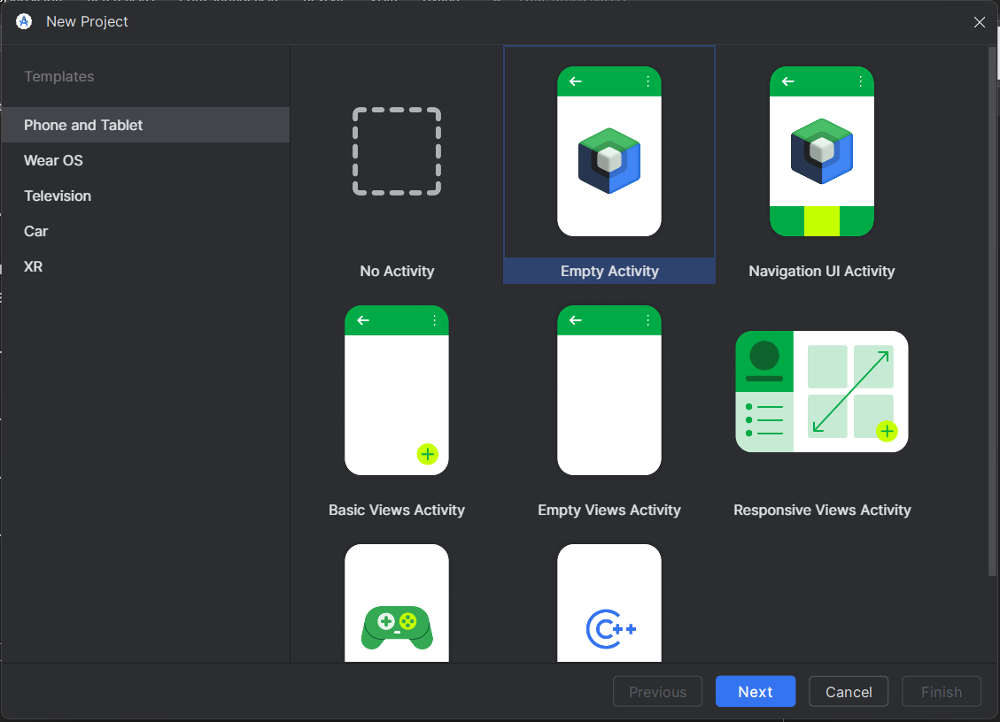 New Project
Templates
Phone and Tablet
Wear OS
Television
Car
XR
No Activity
Empty Activity
Navigation UI Activity
Basic Views Activity
Empty Views Activity
Responsive Views Activity
C++
Previous
Next
Cancel
Finish